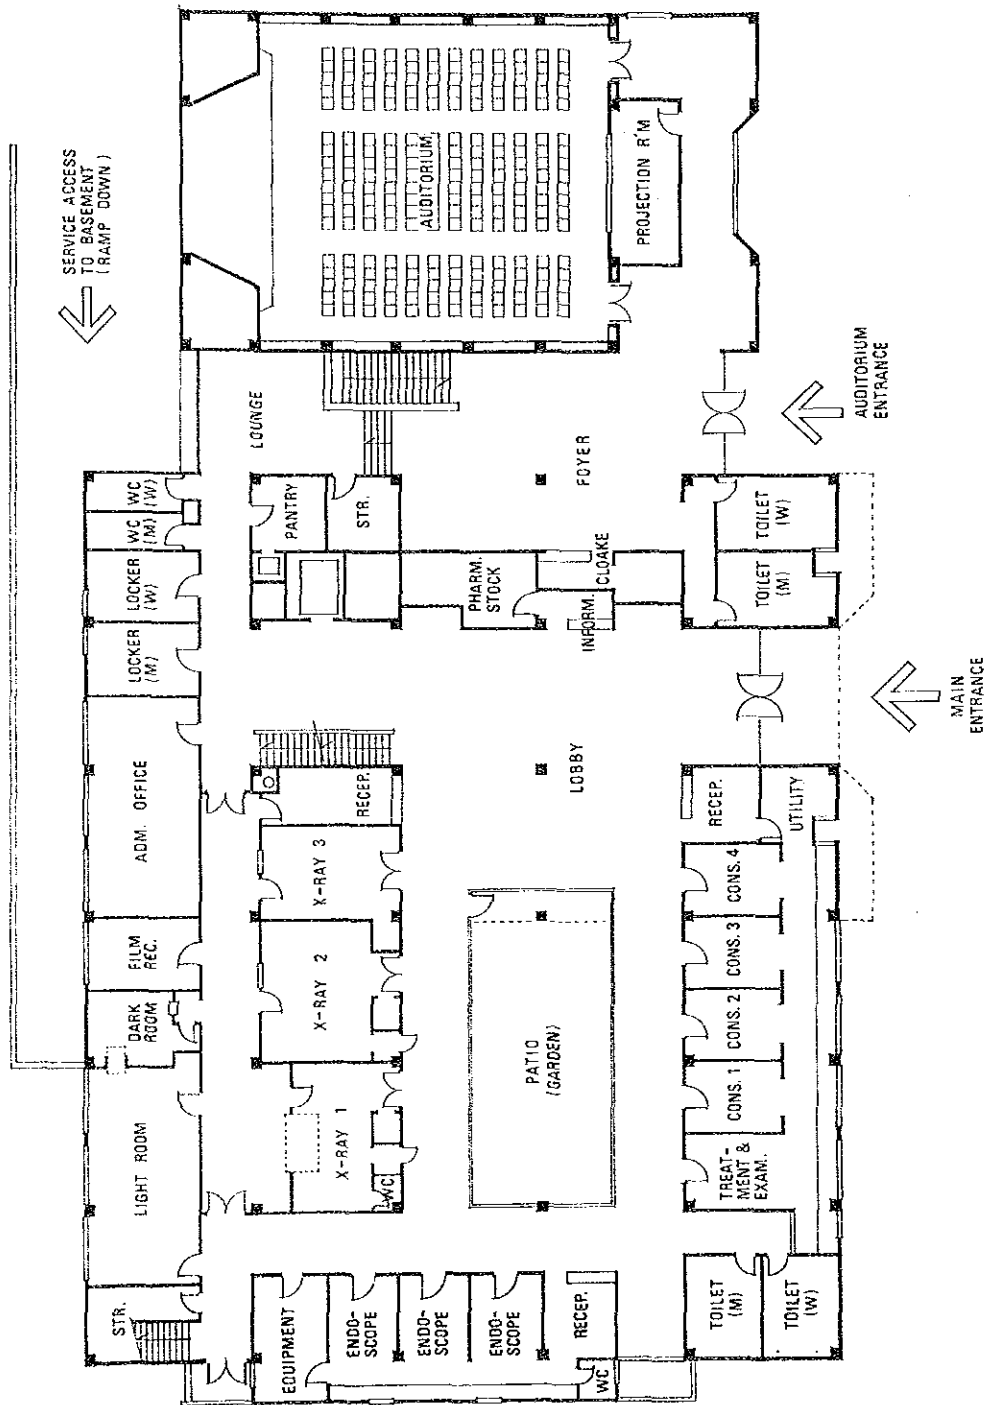 SERVICE ACCESS
TO BASEMENT
(RAMP DOWN)
STR.
LIGHT ROOM
DARK
ROOM
FILM
REC.
ADM. OFFICE
LOCKER
(M)
LOCKER
(W)
WC
(M)
WC
(W)
LOUNGE
PANTRY
STR.
AUDITORIUM
PROJECTION R'M
EQUIPMENT
ENDO-
SCOPE
ENDO-
SCOPE
ENDO-
SCOPE
RECEP.
WC
WC
X-RAY 1
X-RAY 2
X-RAY 3
RECEP.
PATIO
(GARDEN)
LOBBY
PHARM.
STOCK
INFORM.
CLOAKE
FOYER
TOILET
(M)
TOILET
(W)
TREAT-
MENT &
EXAM.
CONS. 1
CONS. 2
CONS. 3
CONS. 4
RECEP.
UTILITY
TOILET
(M)
TOILET
(W)
MAIN
ENTRANCE
AUDITORIUM
ENTRANCE